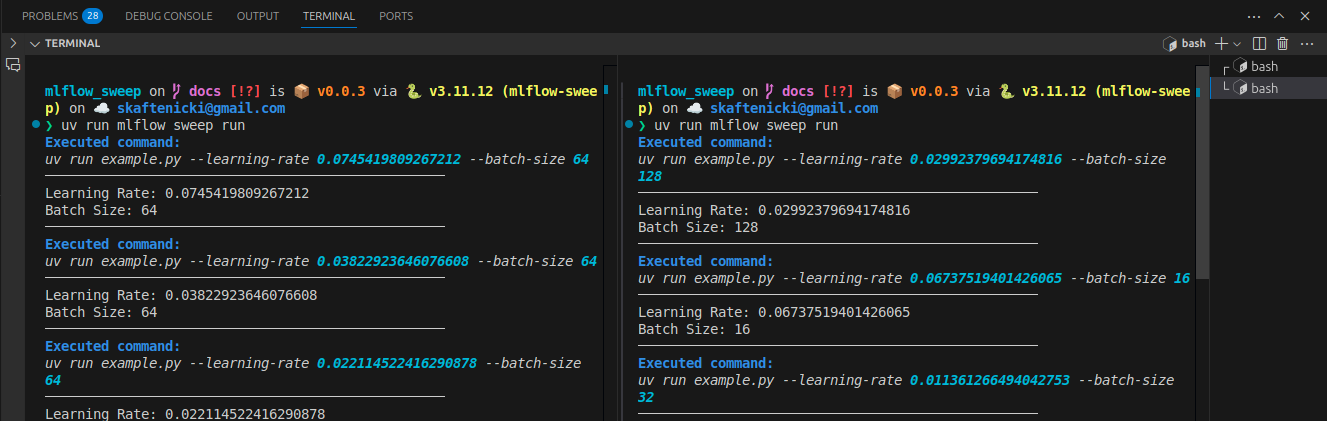 PROBLEMS 28 DEBUG CONSOLE OUTPUT TERMINAL PORTS
TERMINAL
bash
mlflow_sweep on docs [!?] is 📦 v0.0.3 via 🐍 v3.11.12 (mlflow-swee
p) on ☁️ skaftenicki@gmail.com
❯ uv run mlflow sweep run
Executed command:
uv run example.py --learning-rate 0.0745419809267212 --batch-size 64
Learning Rate: 0.0745419809267212
Batch Size: 64
Executed command:
uv run example.py --learning-rate 0.03822923646076608 --batch-size 64
Learning Rate: 0.03822923646076608
Batch Size: 64
Executed command:
uv run example.py --learning-rate 0.022114522416290878 --batch-size
64
Learning Rate: 0.022114522416290878
mlflow_sweep on docs [!?] is 📦 v0.0.3 via 🐍 v3.11.12 (mlflow-swee
p) on ☁️ skaftenicki@gmail.com
❯ uv run mlflow sweep run
Executed command:
uv run example.py --learning-rate 0.02992379694174816 --batch-size
128
Learning Rate: 0.02992379694174816
Batch Size: 128
Executed command:
uv run example.py --learning-rate 0.06737519401426065 --batch-size 16
Learning Rate: 0.06737519401426065
Batch Size: 16
Executed command:
uv run example.py --learning-rate 0.011361266494042753 --batch-size
32
bash
bash